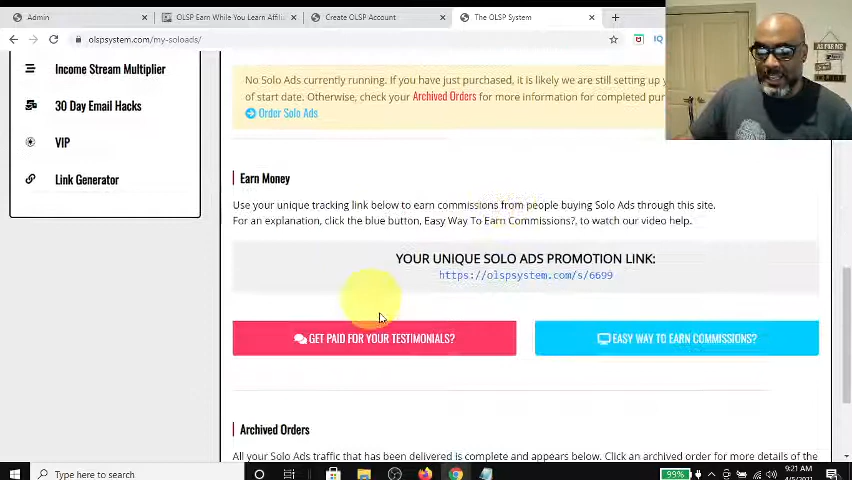 Admin
OLSP Earn While You Learn Affili
Create OLSP Account
The OLSP System
olspsystem.com/my-soloads/
IQ
Income Stream Multiplier
30 Day Email Hacks
VIP
Link Generator
No Solo Ads currently running. If you have just purchased, it is likely we are still setting up
of start date. Otherwise, check your Archived Orders for more information for completed pur
Order Solo Ads
Earn Money
Use your unique tracking link below to earn commissions from people buying Solo Ads through this site.
For an explanation, click the blue button, Easy Way To Earn Commissions?, to watch our video help.
YOUR UNIQUE SOLO ADS PROMOTION LINK:
https://olspsystem.com/s/6699
GET PAID FOR YOUR TESTIMONIALS?
EASY WAY TO EARN COMMISSIONS?
Archived Orders
All your Solo Ads traffic that has been delivered is complete and appears below. Click an archived order for more details of the
AS FOR ME
Type here to search
99%
9:21 AM